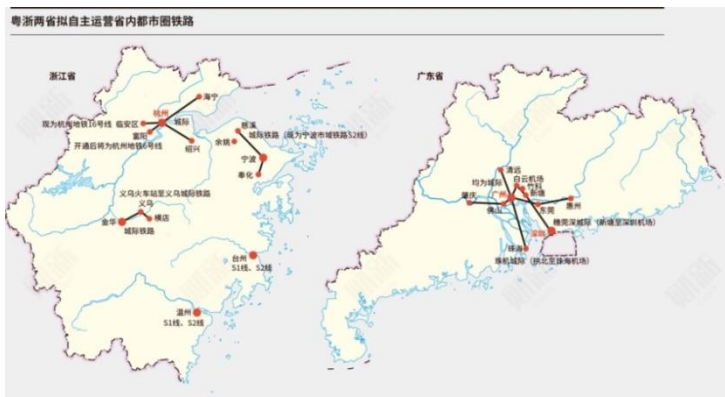 粤浙两省拟自主运营省内都市圈铁路
浙江省
海宁
杭州
城际
现为杭州地铁16号线 临安区
富阳
开通后将为杭州地铁6号线
绍兴
慈溪
城际铁路（现为宁波市域铁路S2线）
余姚
宁波
奉化
义乌火车站至义乌城际铁路
义乌
横店
金华
城际铁路
台州
S1线、S2线
温州
S1线、S2线
广东省
清远
白云机场
均为城际
竹料
广州
新塘
肇庆
佛山
东莞
惠州
穗莞深城际（新塘至深圳机场）
深圳
珠海
珠机城际（拱北至珠海机场）